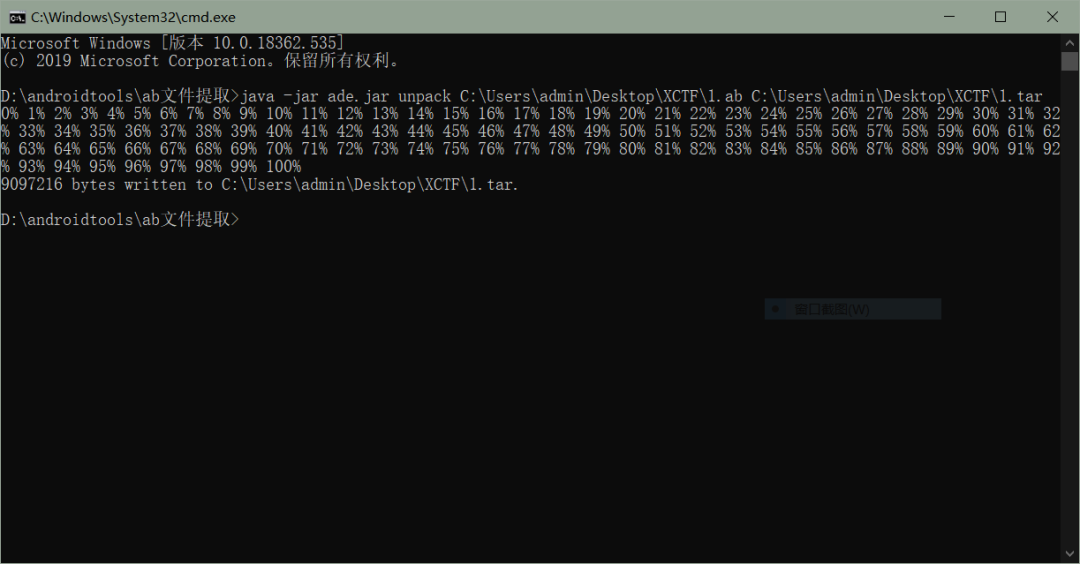 C:\Windows\System32\cmd.exe
Microsoft Windows [版本 10.0.18362.535]
(c) 2019 Microsoft Corporation。保留所有权利。
D:\androidtools\ab文件提取>java -jar ade.jar unpack C:\Users\admin\Desktop\XCTF\1.ab C:\Users\admin\Desktop\XCTF\1.tar
0% 1% 2% 3% 4% 5% 6% 7% 8% 9% 10% 11% 12% 13% 14% 15% 16% 17% 18% 19% 20% 21% 22% 23% 24% 25% 26% 27% 28% 29% 30% 31% 32
% 33% 34% 35% 36% 37% 38% 39% 40% 41% 42% 43% 44% 45% 46% 47% 48% 49% 50% 51% 52% 53% 54% 55% 56% 57% 58% 59% 60% 61% 62
% 63% 64% 65% 66% 67% 68% 69% 70% 71% 72% 73% 74% 75% 76% 77% 78% 79% 80% 81% 82% 83% 84% 85% 86% 87% 88% 89% 90% 91% 92
% 93% 94% 95% 96% 97% 98% 99% 100%
9097216 bytes written to C:\Users\admin\Desktop\XCTF\1.tar.
D:\androidtools\ab文件提取>
窗口截图(W)